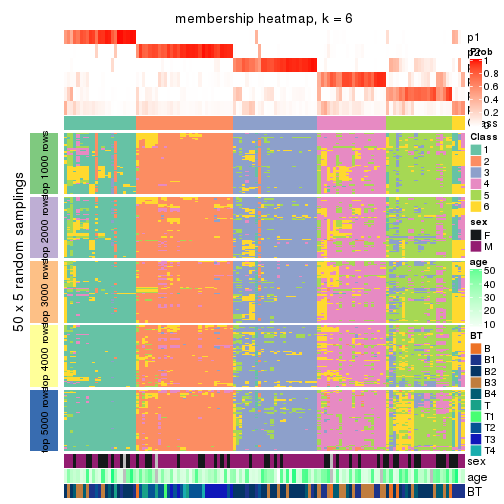 membership heatmap, k = 6
p1
Prob
1
0.8
0.6
0.4
0.2
0
Class
1
2
3
4
5
6
sex
F
M
age
50
40
30
20
10
BT
B
B1
B2
B3
B4
T
T1
T2
T3
T4
50 x 5 random samplings
top 1000 rows
top 2000 rows
top 3000 rows
top 4000 rows
top 5000 rows
sex
age
BT